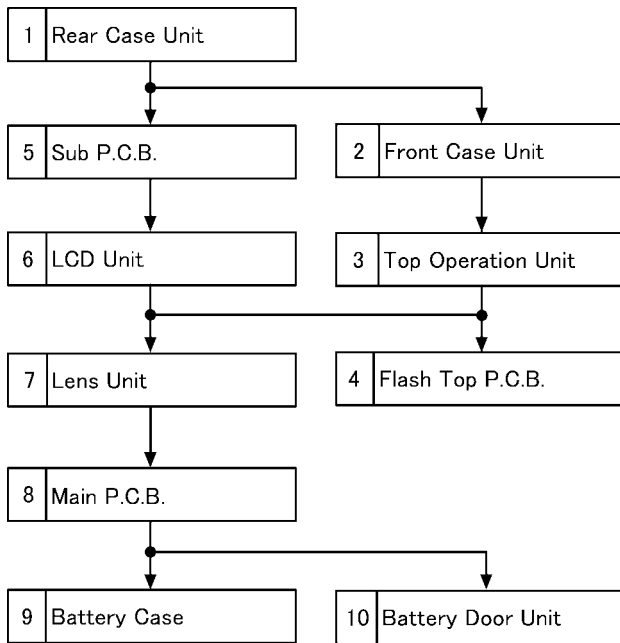 1 Rear Case Unit
5 Sub P.C.B.
2 Front Case Unit
6 LCD Unit
3 Top Operation Unit
7 Lens Unit
4 Flash Top P.C.B.
8 Main P.C.B.
9 Battery Case
10 Battery Door Unit